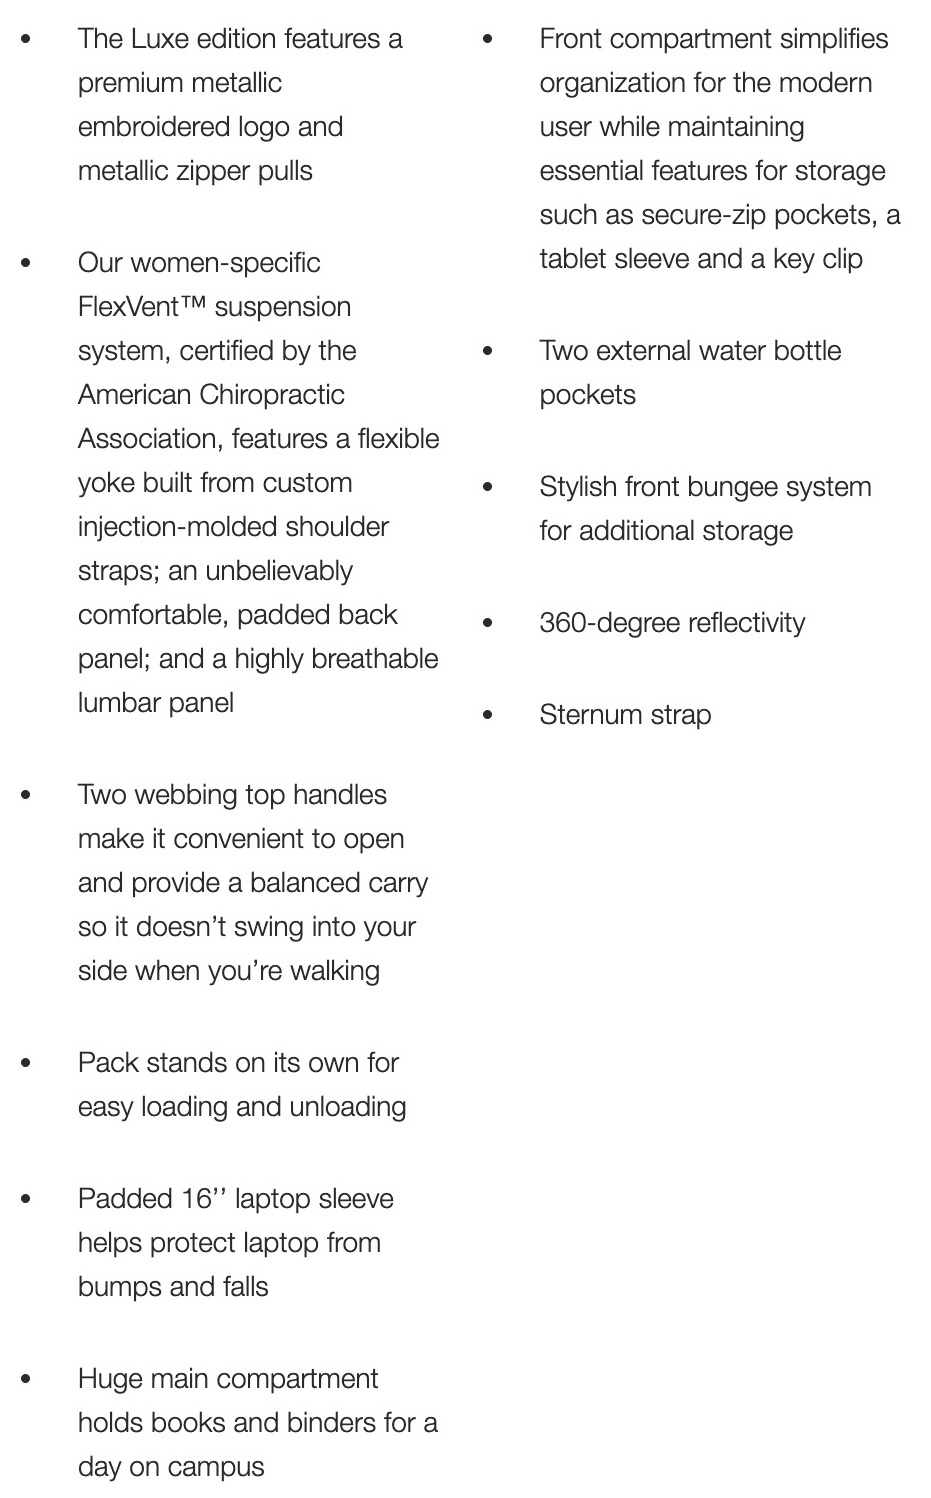 • The Luxe edition features a
premium metallic
embroidered logo and
metallic zipper pulls
• Our women-specific
FlexVent™ suspension
system, certified by the
American Chiropractic
Association, features a flexible
yoke built from custom
injection-molded shoulder
straps; an unbelievably
comfortable, padded back
panel; and a highly breathable
lumbar panel
• Two webbing top handles
make it convenient to open
and provide a balanced carry
so it doesn’t swing into your
side when you’re walking
• Pack stands on its own for
easy loading and unloading
• Padded 16’’ laptop sleeve
helps protect laptop from
bumps and falls
• Huge main compartment
holds books and binders for a
day on campus
• Front compartment simplifies
organization for the modern
user while maintaining
essential features for storage
such as secure-zip pockets, a
tablet sleeve and a key clip
• Two external water bottle
pockets
• Stylish front bungee system
for additional storage
• 360-degree reflectivity
• Sternum strap